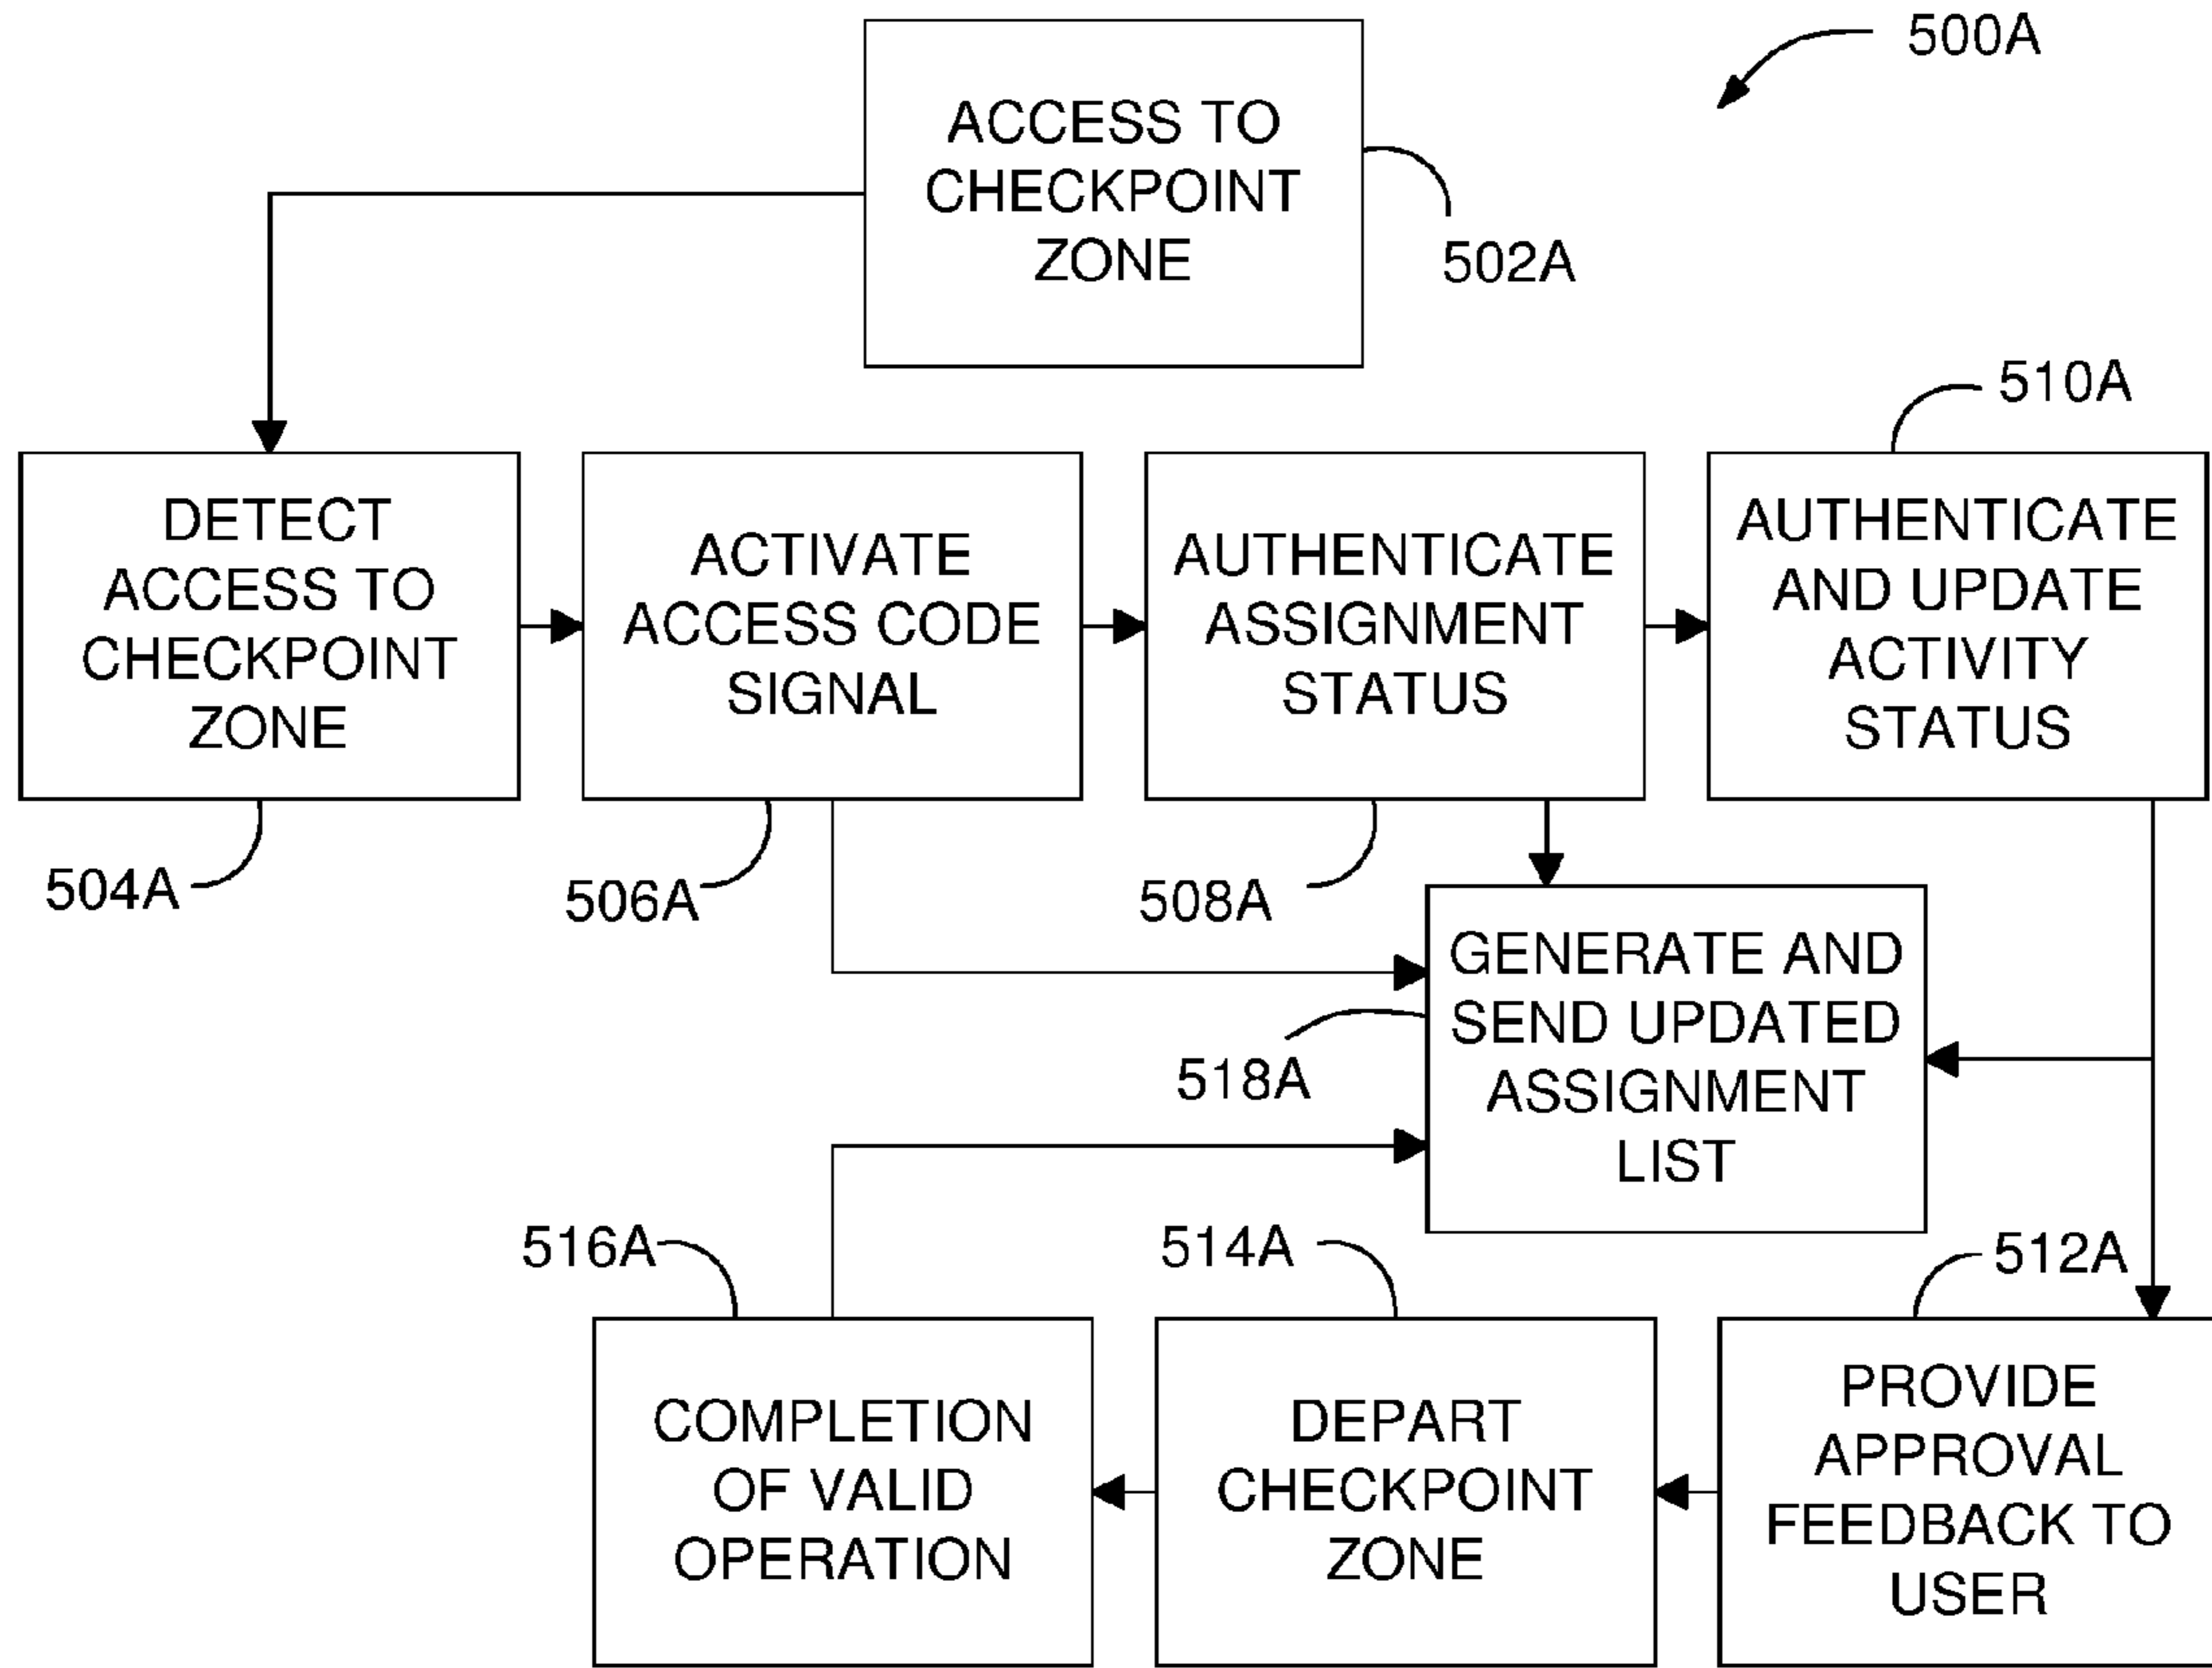 500A
ACCESS TO
CHECKPOINT
ZONE
502A
510A
DETECT
ACCESS TO
CHECKPOINT
ZONE
ACTIVATE
ACCESS CODE
SIGNAL
AUTHENTICATE
ASSIGNMENT
STATUS
AUTHENTICATE
AND UPDATE
ACTIVITY
STATUS
504A
506A
508A
GENERATE AND
SEND UPDATED
ASSIGNMENT
LIST
518A
516A
514A
512A
COMPLETION
OF VALID
OPERATION
DEPART
CHECKPOINT
ZONE
PROVIDE
APPROVAL
FEEDBACK TO
USER